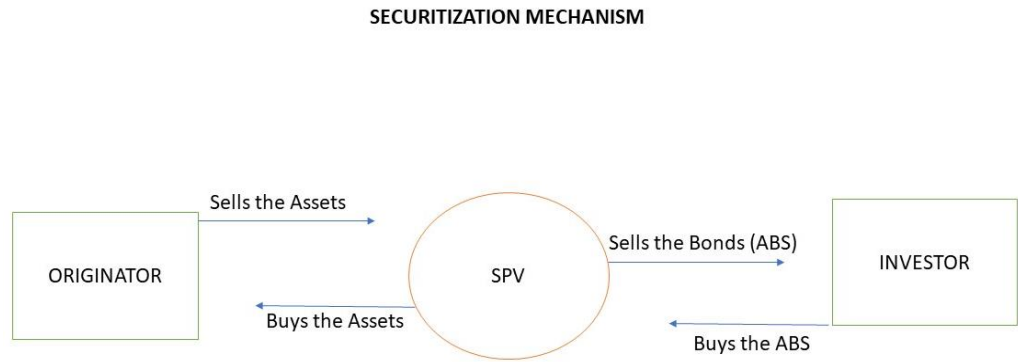 SECURITIZATION MECHANISM
Sells the Assets
ORIGINATOR
Buys the Assets
SPV
Sells the Bonds (ABS)
Buys the ABS
INVESTOR